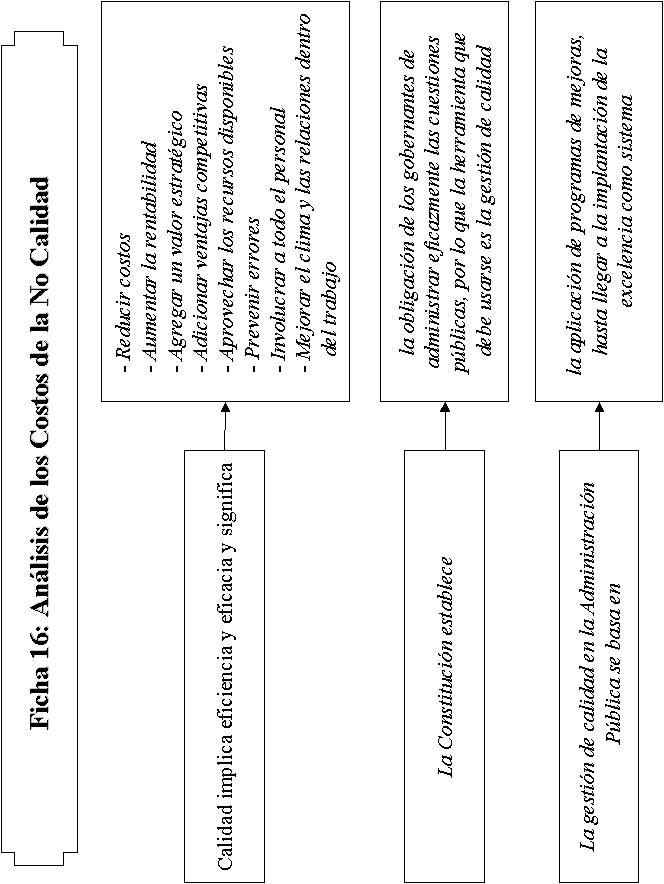 Ficha 16: Análisis de los Costos de la No Calidad
Calidad implica eficiencia y eficacia y significa
- Reducir costos
- Aumentar la rentabilidad
- Agregar un valor estratégico
- Adicionar ventajas competitivas
- Aprovechar los recursos disponibles
- Prevenir errores
- Involucrar a todo el personal
- Mejorar el clima y las relaciones dentro
del trabajo
La Constitución establece
la obligación de los gobernantes de
administrar eficazmente las cuestiones
públicas, por lo que la herramienta que
debe usarse es la gestión de calidad
La gestión de calidad en la Administración
Pública se basa en
la aplicación de programas de mejoras,
hasta llegar a la implantación de la
excelencia como sistema